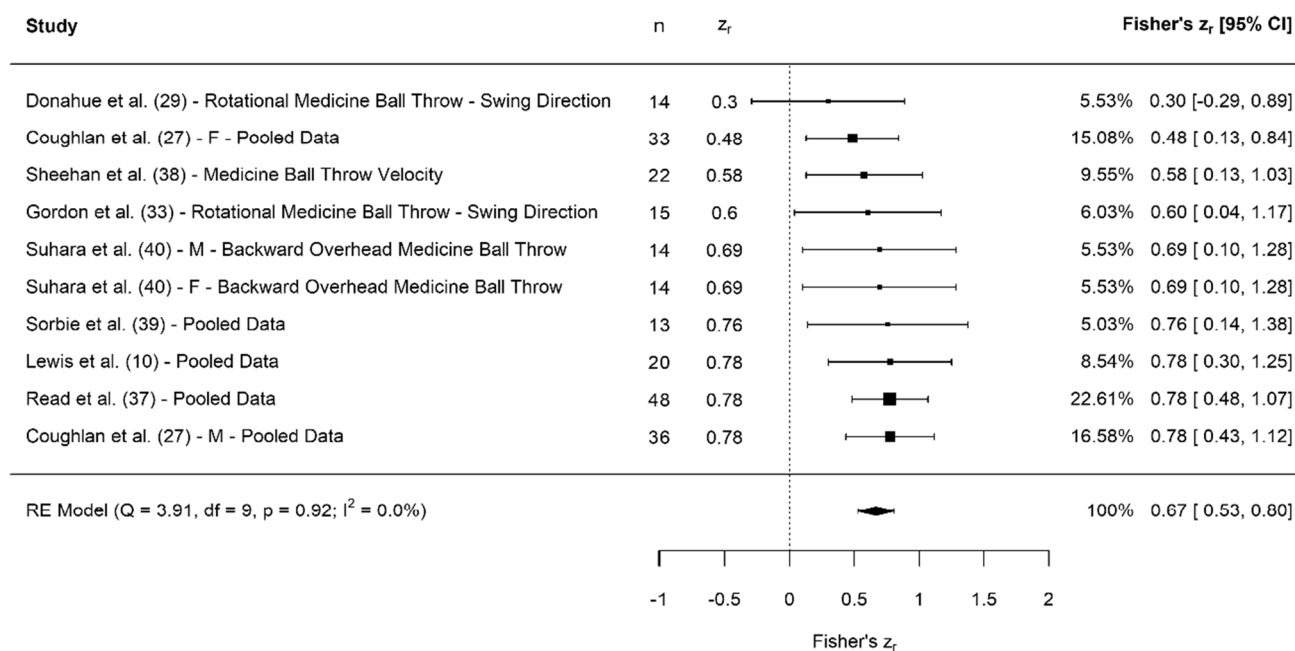 Study n zr Fisher's zr [95% CI]
Donahue et al. (29) - Rotational Medicine Ball Throw - Swing Direction 14 0.3 5.53% 0.30 [-0.29, 0.89]
Coughlan et al. (27) - F - Pooled Data 33 0.48 15.08% 0.48 [ 0.13, 0.84]
Sheehan et al. (38) - Medicine Ball Throw Velocity 22 0.58 9.55% 0.58 [ 0.13, 1.03]
Gordon et al. (33) - Rotational Medicine Ball Throw - Swing Direction 15 0.6 6.03% 0.60 [ 0.04, 1.17]
Suhara et al. (40) - M - Backward Overhead Medicine Ball Throw 14 0.69 5.53% 0.69 [ 0.10, 1.28]
Suhara et al. (40) - F - Backward Overhead Medicine Ball Throw 14 0.69 5.53% 0.69 [ 0.10, 1.28]
Sorbie et al. (39) - Pooled Data 13 0.76 5.03% 0.76 [ 0.14, 1.38]
Lewis et al. (10) - Pooled Data 20 0.78 8.54% 0.78 [ 0.30, 1.25]
Read et al. (37) - Pooled Data 48 0.78 22.61% 0.78 [ 0.48, 1.07]
Coughlan et al. (27) - M - Pooled Data 36 0.78 16.58% 0.78 [ 0.43, 1.12]
RE Model (Q = 3.91, df = 9, p = 0.92; I² = 0.0%) 100% 0.67 [ 0.53, 0.80]
-1 -0.5 0 0.5 1 1.5 2
Fisher's zr